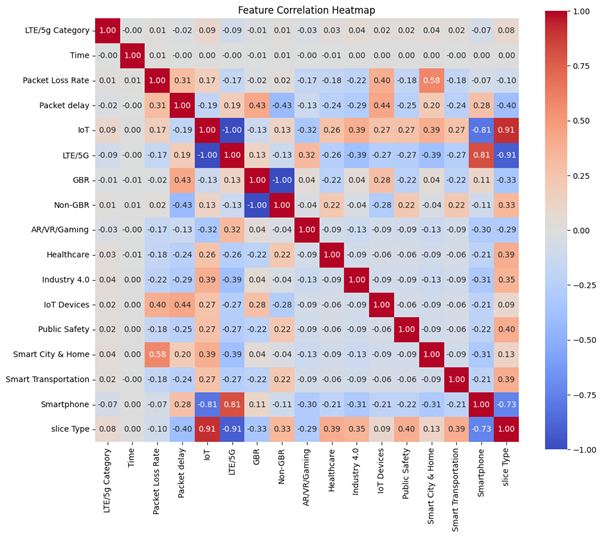 Feature Correlation Heatmap
LTE/5g Category 1.00 -0.00 0.01 -0.02 0.09 -0.09 -0.01 0.01 -0.03 0.03 0.04 0.02 0.02 0.04 0.02 -0.07 0.08
Time -0.00 1.00 0.01 -0.00 0.00 -0.00 -0.01 0.01 -0.00 -0.01 0.00 0.00 0.00 0.00 -0.00 0.00 0.00
Packet Loss Rate 0.01 0.01 1.00 0.31 0.17 -0.17 -0.02 0.02 -0.17 -0.18 -0.22 0.40 -0.18 0.58 -0.18 -0.07 -0.10
Packet delay -0.02 -0.00 0.31 1.00 -0.19 0.19 0.43 -0.43 -0.13 -0.24 -0.29 0.44 -0.25 0.20 -0.24 0.28 -0.40
IoT 0.09 0.00 0.17 -0.19 1.00 -1.00 -0.13 0.13 -0.32 0.26 0.39 0.27 0.27 0.39 0.27 -0.81 0.91
LTE/5G -0.09 -0.00 -0.17 0.19 -1.00 1.00 0.13 -0.13 0.32 -0.26 -0.39 -0.27 -0.27 -0.39 -0.27 0.81 -0.91
GBR -0.01 -0.01 -0.02 0.43 -0.13 0.13 1.00 -1.00 0.04 -0.22 0.04 0.28 -0.22 0.04 -0.22 0.11 -0.33
Non-GBR 0.01 0.01 0.02 -0.43 0.13 -0.13 -1.00 1.00 -0.04 0.22 -0.04 -0.28 0.22 -0.04 0.22 -0.11 0.33
AR/VR/Gaming -0.03 -0.00 -0.17 -0.13 -0.32 0.32 0.04 -0.04 1.00 -0.09 -0.13 -0.09 -0.09 -0.13 -0.09 -0.30 -0.29
Healthcare 0.03 -0.01 -0.18 -0.24 0.26 -0.26 -0.22 0.22 -0.09 1.00 -0.09 -0.06 -0.06 -0.09 -0.06 -0.21 0.39
Industry 4.0 0.04 0.00 -0.22 -0.29 0.39 -0.39 0.04 -0.04 -0.13 -0.09 1.00 -0.09 -0.09 -0.13 -0.09 -0.31 0.35
IoT Devices 0.02 0.00 0.40 0.44 0.27 -0.27 0.28 -0.28 -0.09 -0.06 -0.09 1.00 -0.06 -0.09 -0.06 -0.21 0.09
Public Safety 0.02 0.00 -0.18 -0.25 0.27 -0.27 -0.22 0.22 -0.09 -0.06 -0.09 -0.06 1.00 -0.09 -0.06 -0.22 0.40
Smart City & Home 0.04 0.00 0.58 0.20 0.39 -0.39 0.04 -0.04 -0.13 -0.09 -0.13 -0.09 -0.09 1.00 -0.09 -0.31 0.13
Smart Transportation 0.02 -0.00 -0.18 -0.24 0.27 -0.27 -0.22 0.22 -0.09 -0.06 -0.09 -0.06 -0.06 -0.09 1.00 -0.21 0.39
Smartphone -0.07 0.00 -0.07 0.28 -0.81 0.81 0.11 -0.11 -0.30 -0.21 -0.31 -0.21 -0.22 -0.31 -0.21 1.00 -0.73
slice Type 0.08 0.00 -0.10 -0.40 0.91 -0.91 -0.33 0.33 -0.29 0.39 0.35 0.09 0.40 0.13 0.39 -0.73 1.00
LTE/5g Category
Time
Packet Loss Rate
Packet delay
IoT
LTE/5G
GBR
Non-GBR
AR/VR/Gaming
Healthcare
Industry 4.0
IoT Devices
Public Safety
Smart City & Home
Smart Transportation
Smartphone
slice Type
1.00
0.75
0.50
0.25
0.00
-0.25
-0.50
-0.75
-1.00